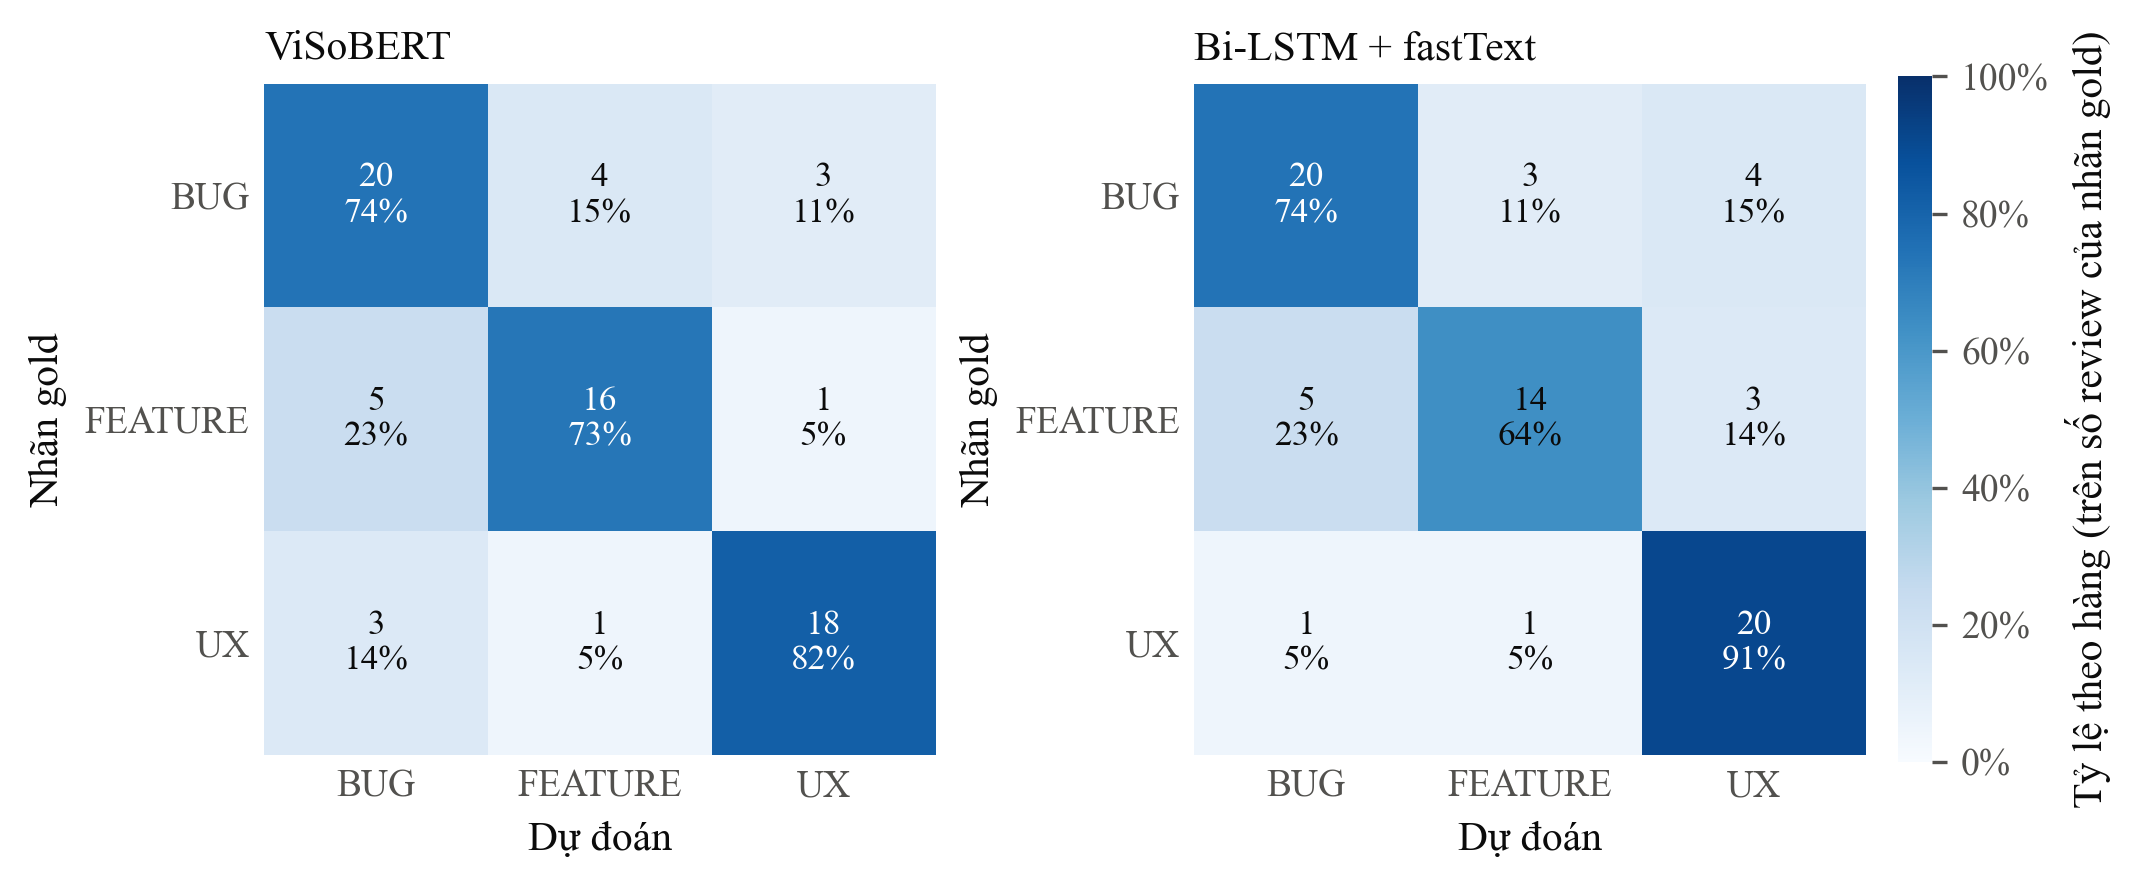 ViSoBERT
Nhãn gold
BUG
20
74%
4
15%
3
11%
FEATURE
5
23%
16
73%
1
5%
UX
3
14%
1
5%
18
82%
BUG
FEATURE
UX
Dự đoán
Bi-LSTM + fastText
Nhãn gold
BUG
20
74%
3
11%
4
15%
FEATURE
5
23%
14
64%
3
14%
UX
1
5%
1
5%
20
91%
BUG
FEATURE
UX
Dự đoán
100%
80%
60%
40%
20%
0%
Tỷ lệ theo hàng (trên số review của nhãn gold)